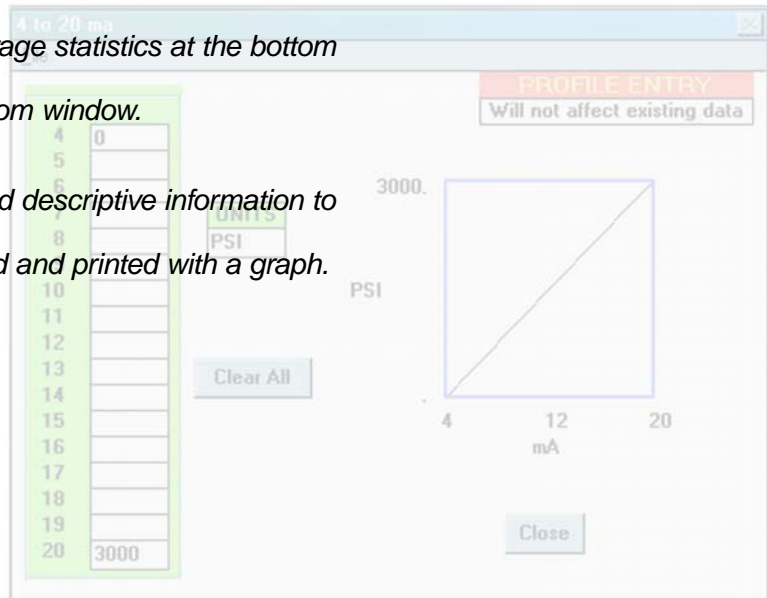 4 to 20 ma
age statistics at the bottom
om window.
PROFILE ENTRY
Will not affect existing data
4 0
5
6
d descriptive information to
3000.
7
UNITS
8
PSI
d and printed with a graph.
10
PSI
11
12
13
Clear All
14
15
4 12 20
16
mA
17
18
19
Close
20 3000